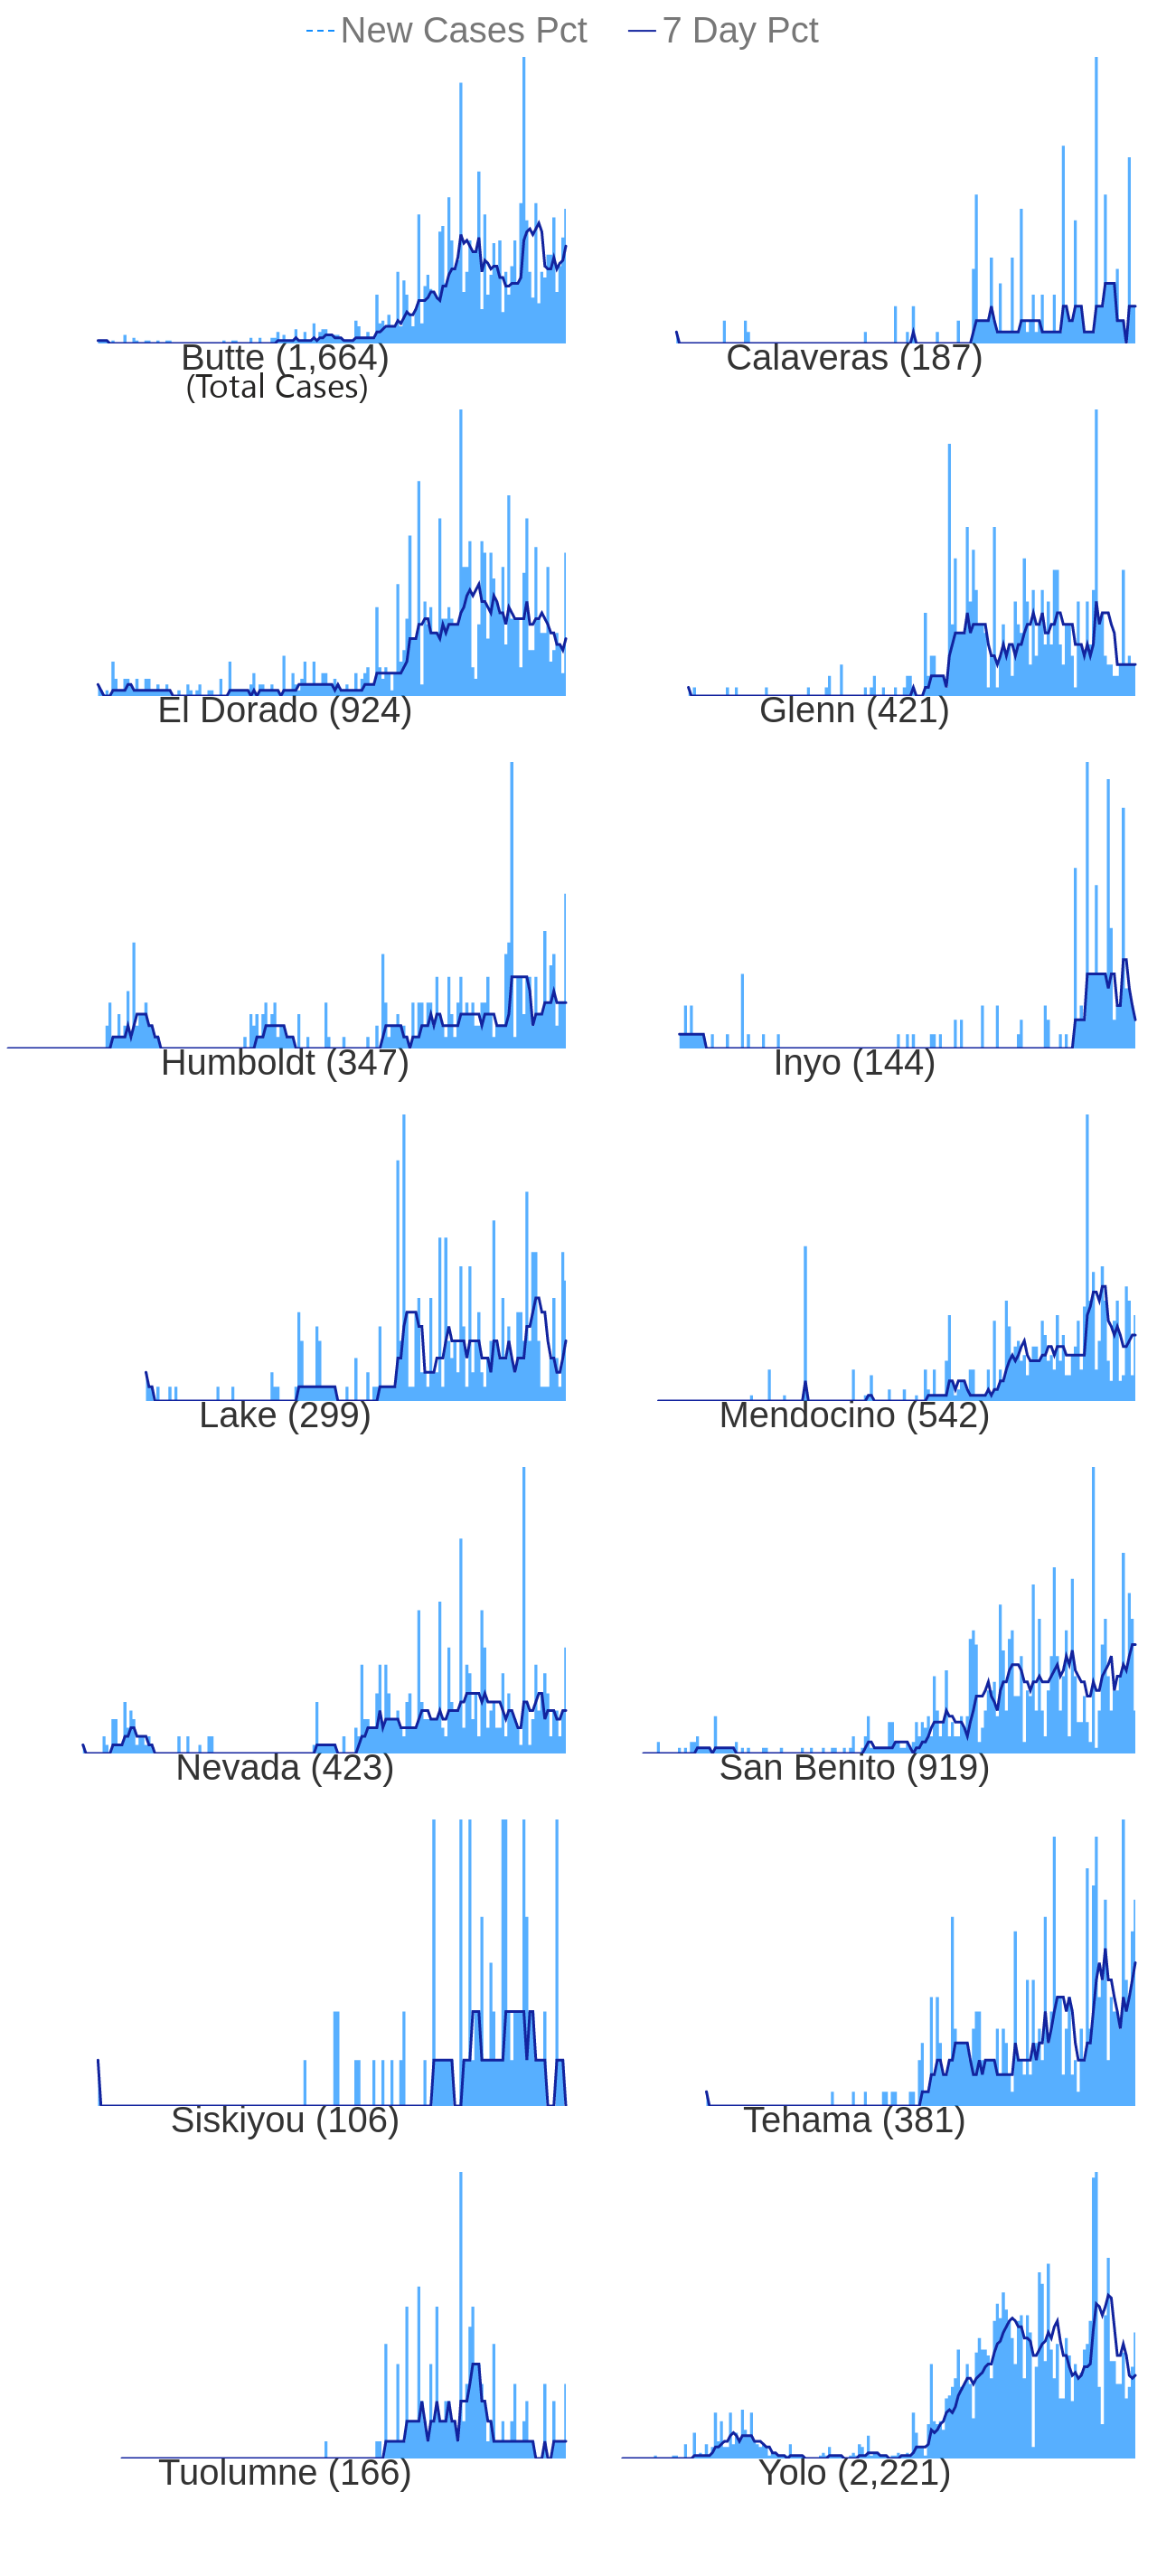 New Cases Pct 7 Day Pct
Butte (1,664) Calaveras (187)
(Total Cases)
El Dorado (924) Glenn (421)
Humboldt (347) Inyo (144)
Lake (299) Mendocino (542)
Nevada (423) San Benito (919)
Siskiyou (106) Tehama (381)
Tuolumne (166) Yolo (2,221)